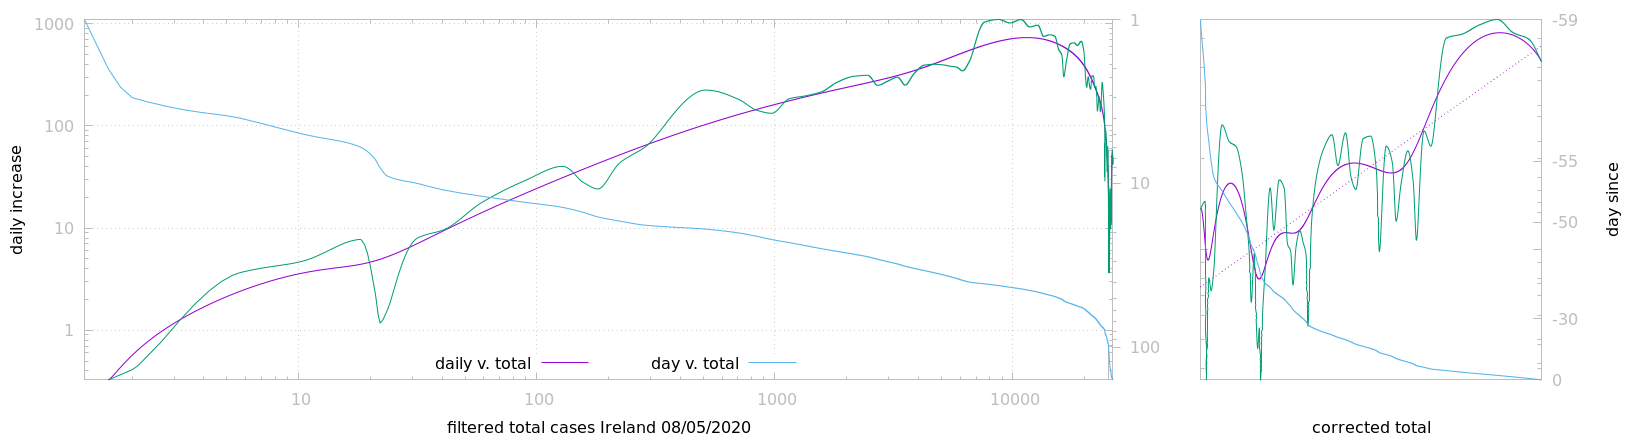 1000
100
10
1
daily increase
daily v. total
day v. total
10
100
1000
10000
filtered total cases Ireland 08/05/2020
1
10
100
-59
-55
-50
-30
0
day since
corrected total